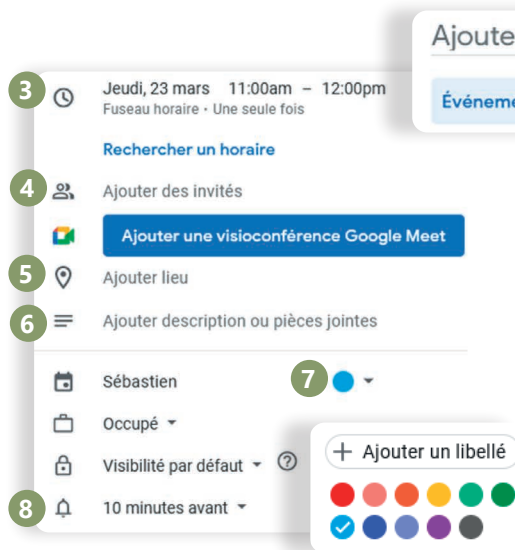 Ajoute
Événeme
3 Jeudi, 23 mars 11:00am – 12:00pm
Fuseau horaire · Une seule fois
Rechercher un horaire
4 Ajouter des invités
Ajouter une visioconférence Google Meet
5 Ajouter lieu
6 Ajouter description ou pièces jointes
Sébastien 7
Occupé
Visibilité par défaut ?
+ Ajouter un libellé
8 10 minutes avant